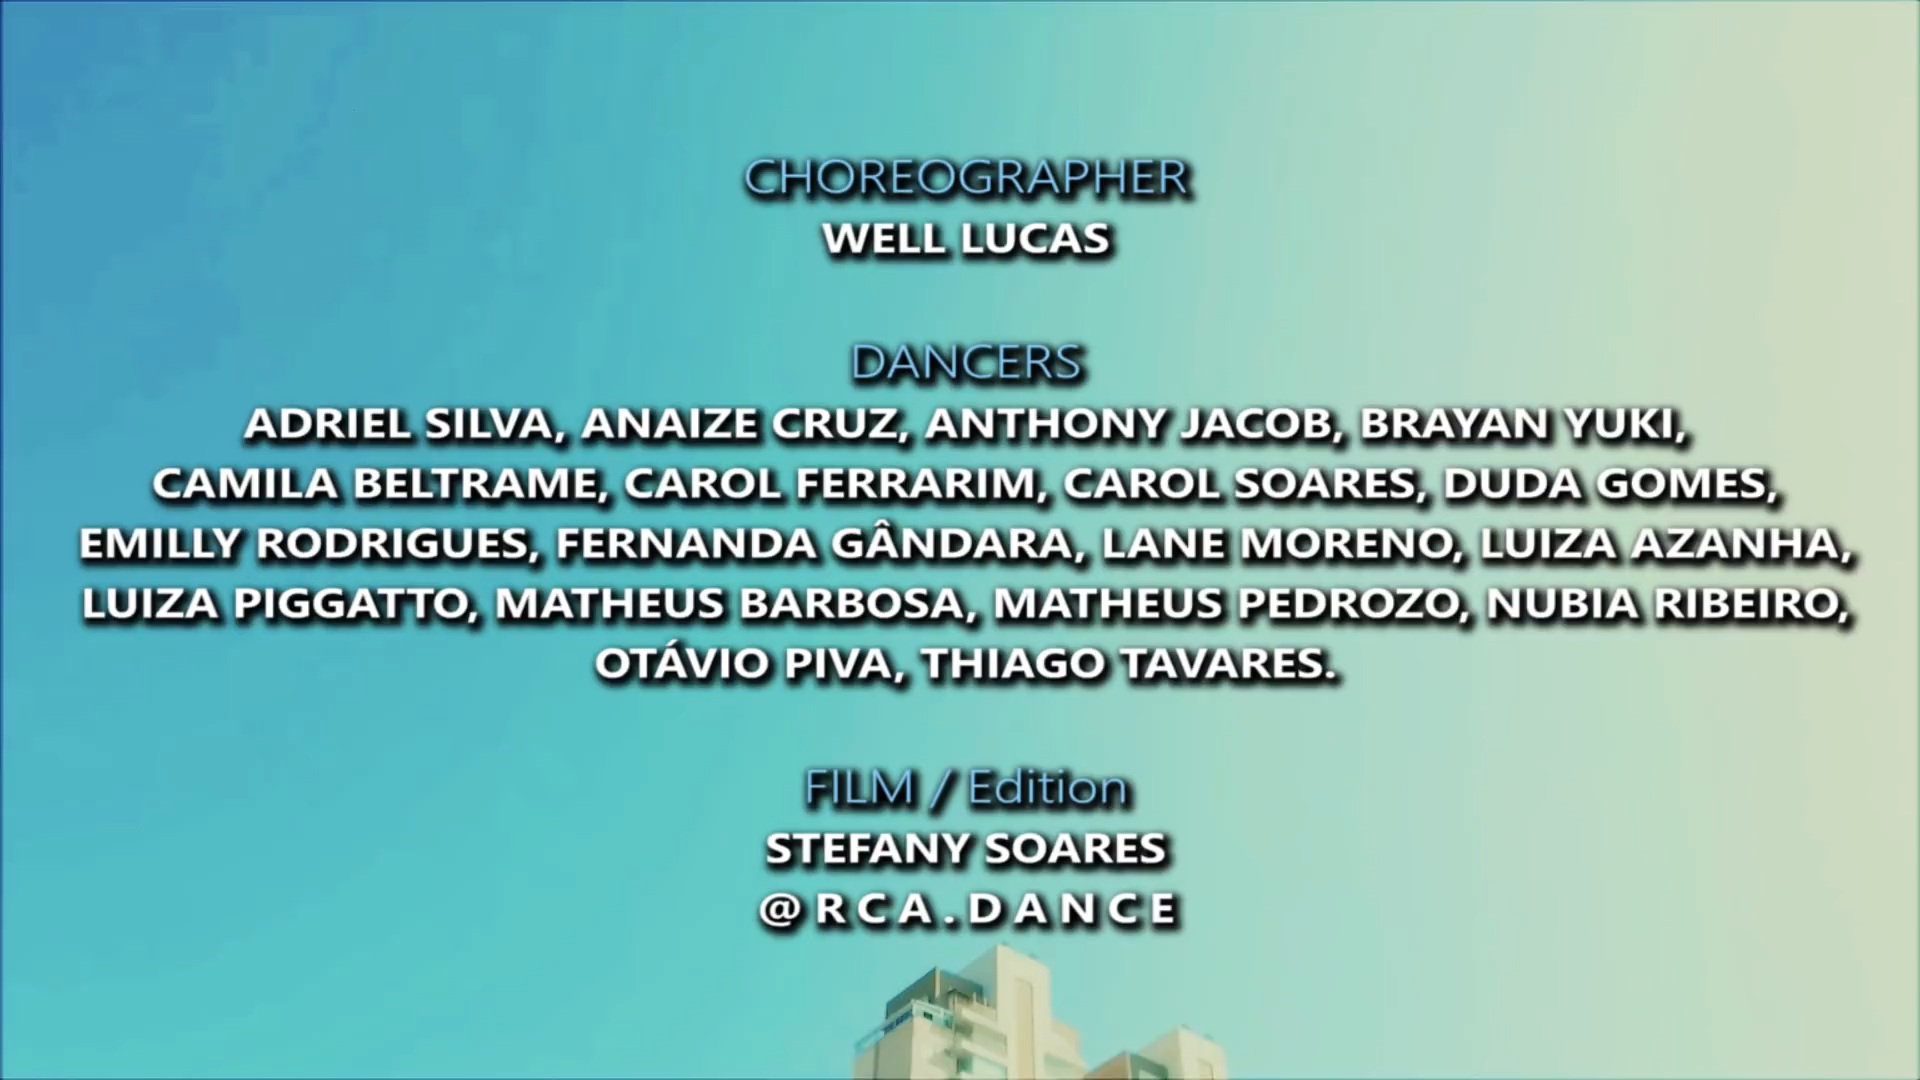 CHOREOGRAPHER
WELL LUCAS
DANCERS
ADRIEL SILVA, ANAIZE CRUZ, ANTHONY JACOB, BRAYAN YUKI,
CAMILA BELTRAME, CAROL FERRARIM, CAROL SOARES, DUDA GOMES,
EMILLY RODRIGUES, FERNANDA GÂNDARA, LANE MORENO, LUIZA AZANHA,
LUIZA PIGGATTO, MATHEUS BARBOSA, MATHEUS PEDROZO, NUBIA RIBEIRO,
OTÁVIO PIVA, THIAGO TAVARES.
FILM / Edition
STEFANY SOARES
@RCA.DANCE